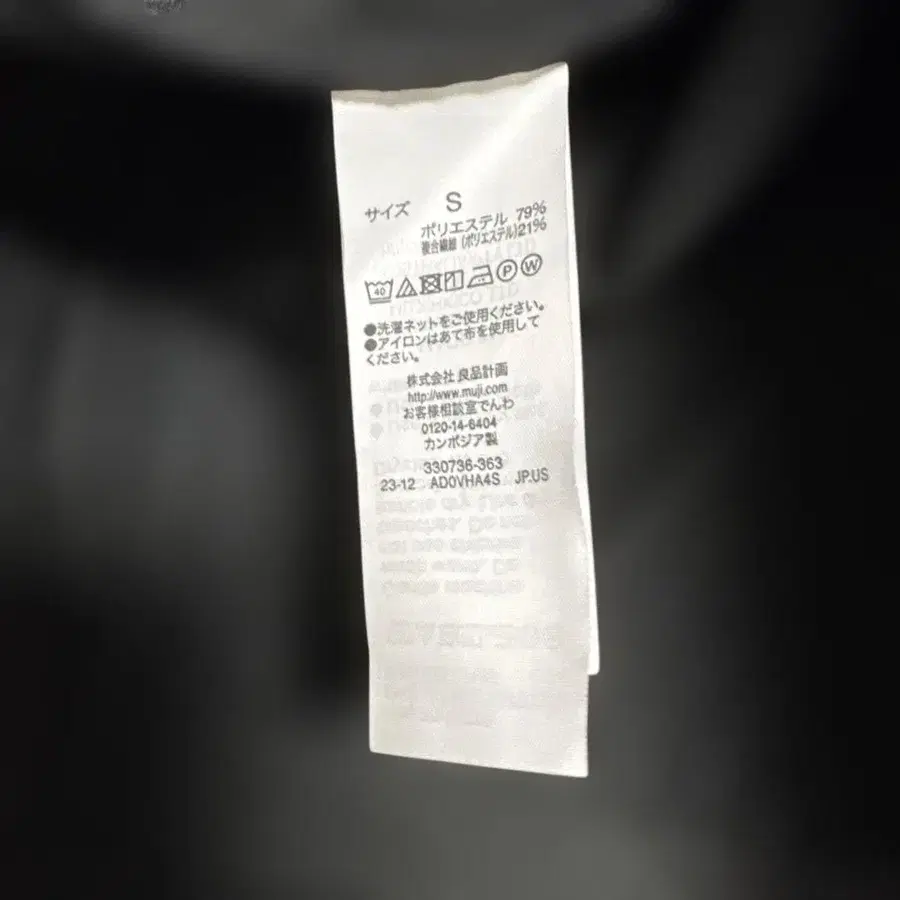 サイズ S
ポリエステル 79%
複合繊維(ポリエステル)21%
40 P W
●洗濯ネットをご使用ください。
●アイロンはあて布を使用して
ください。
株式会社 良品計画
http://www.muji.com
お客様相談室でんわ
0120-14-6404
カンボジア製
330736-363
23-12 AD0VHA4S JP.US